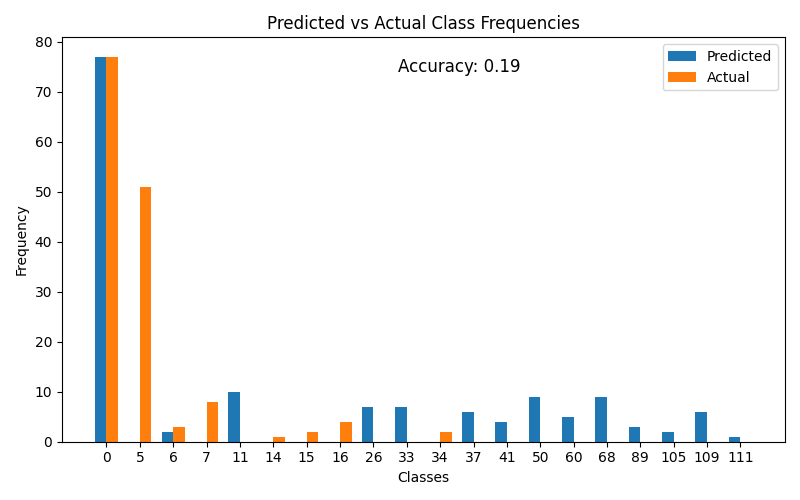 Predicted vs Actual Class Frequencies
Accuracy: 0.19
Predicted
Actual
80
70
60
50
40
30
20
10
0
Frequency
0 5 6 7 11 14 15 16 26 33 34 37 41 50 60 68 89 105 109 111
Classes